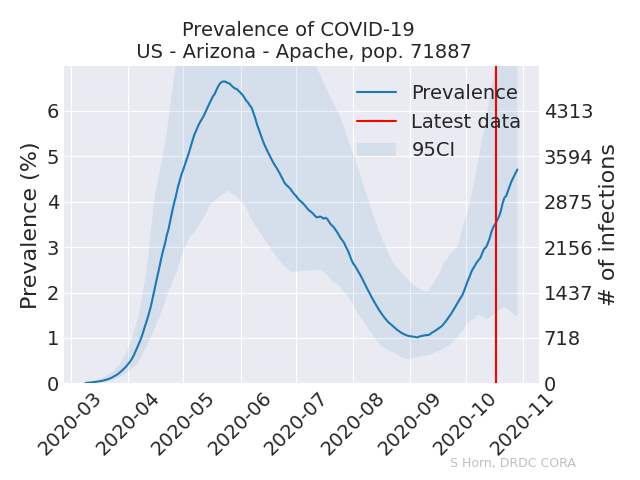 Prevalence of COVID-19
US - Arizona - Apache, pop. 71887
Prevalence
Latest data
95CI
Prevalence (%)
6
5
4
3
2
1
0
4313
3594
2875
2156
1437
718
0
# of infections
2020-03
2020-04
2020-05
2020-06
2020-07
2020-08
2020-09
2020-10
2020-11
S Horn, DRDC CORA